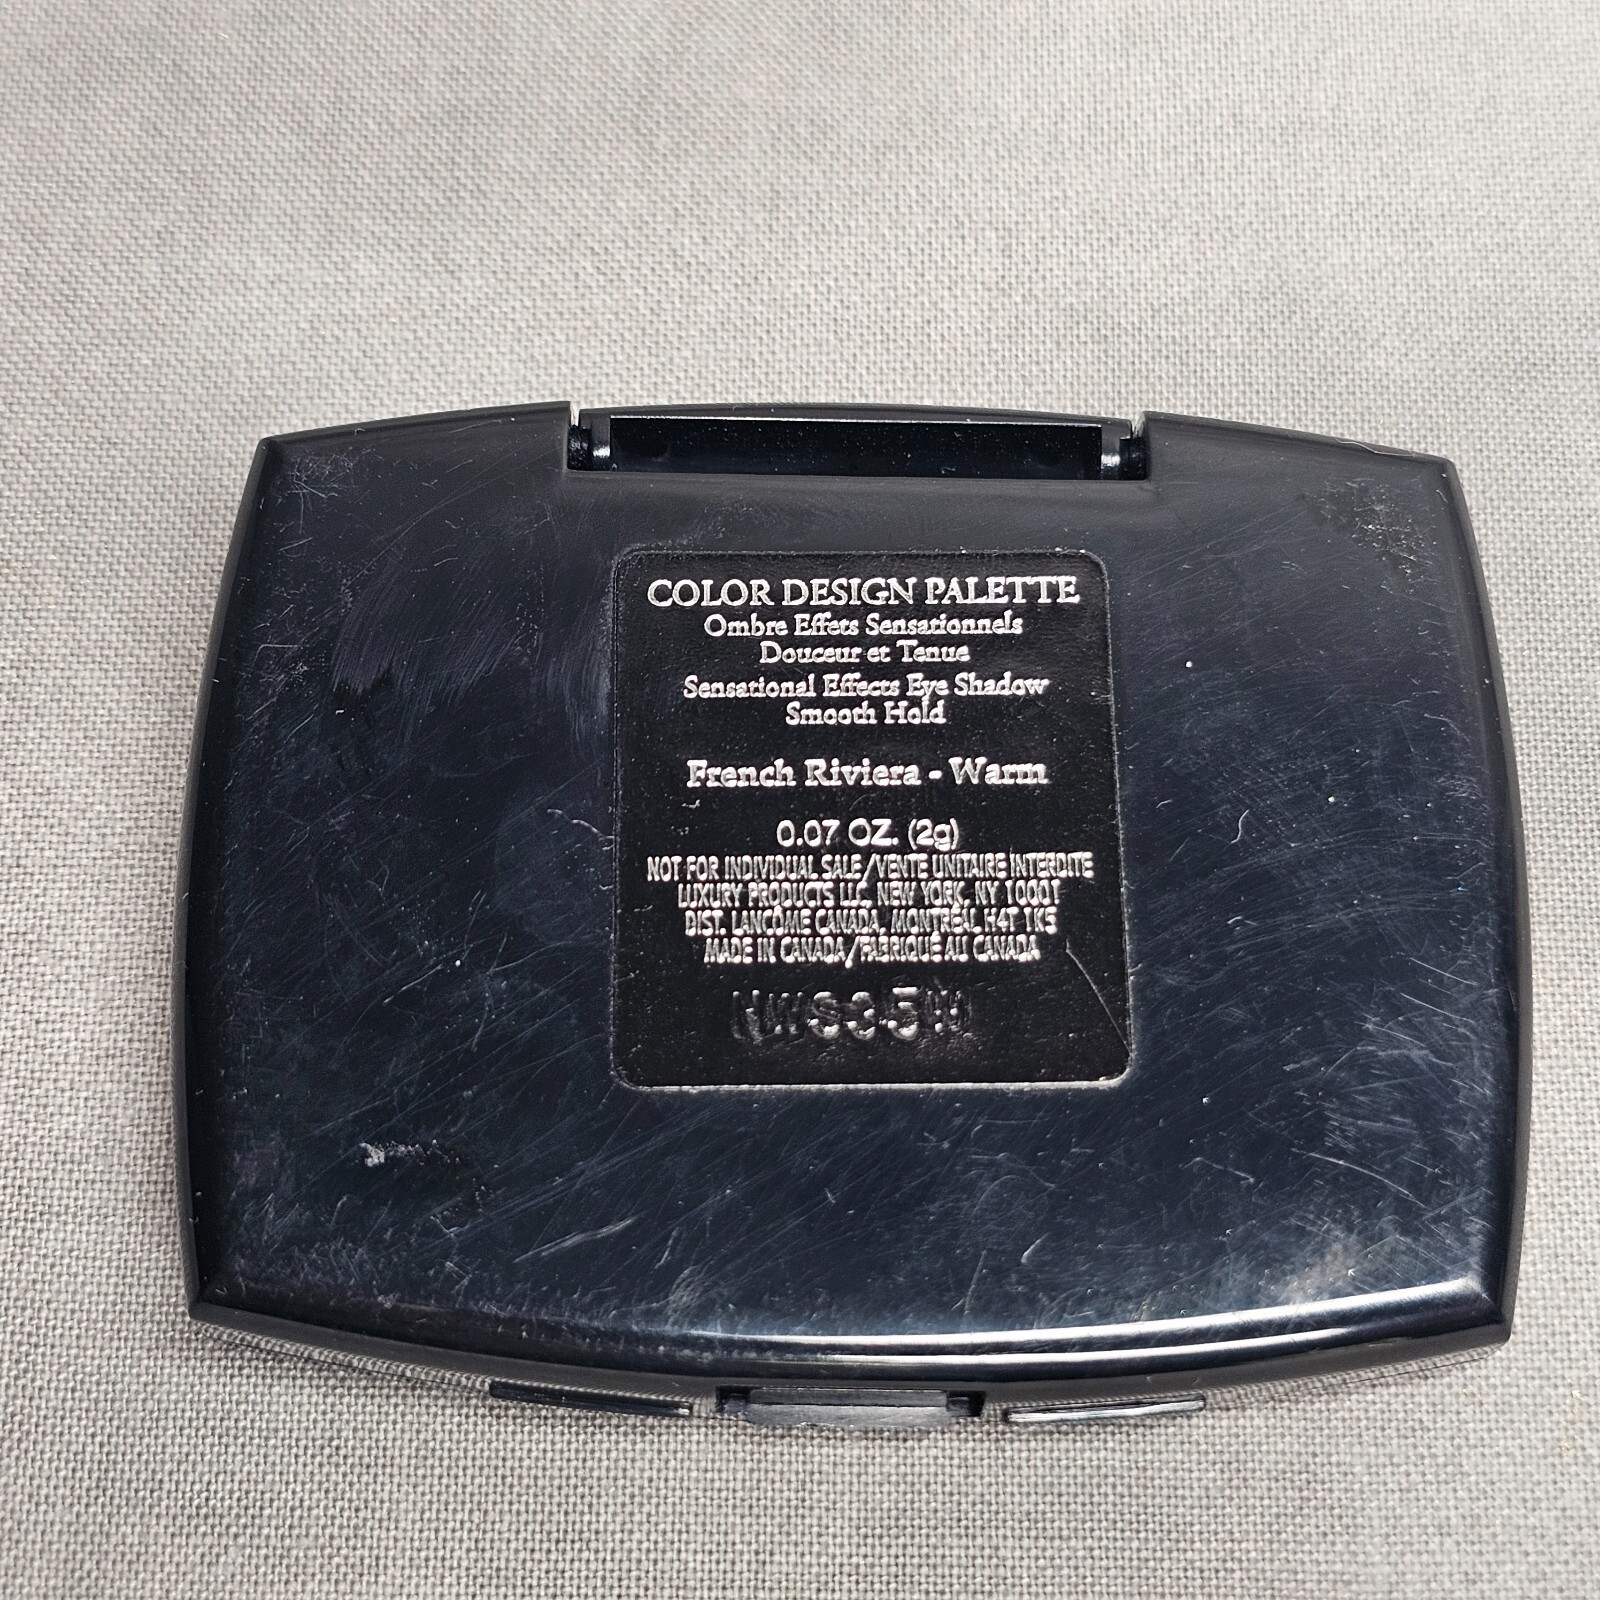 COLOR DESIGN PALETTE
Ombre Effets Sensationnels
Douceur et Tenue
Sensational Effects Eye Shadow
Smooth Hold
French Riviera - Warm
0.07 OZ. (2g)
NOT FOR INDIVIDUAL SALE/VENTE UNITAIRE INTERDITE
LUXURY PRODUCTS LLC, NEW YORK, NY 10001
DIST. LANCÔME CANADA, MONTRÉAL H4T 1K5
MADE IN CANADA/FABRIQUÉ AU CANADA